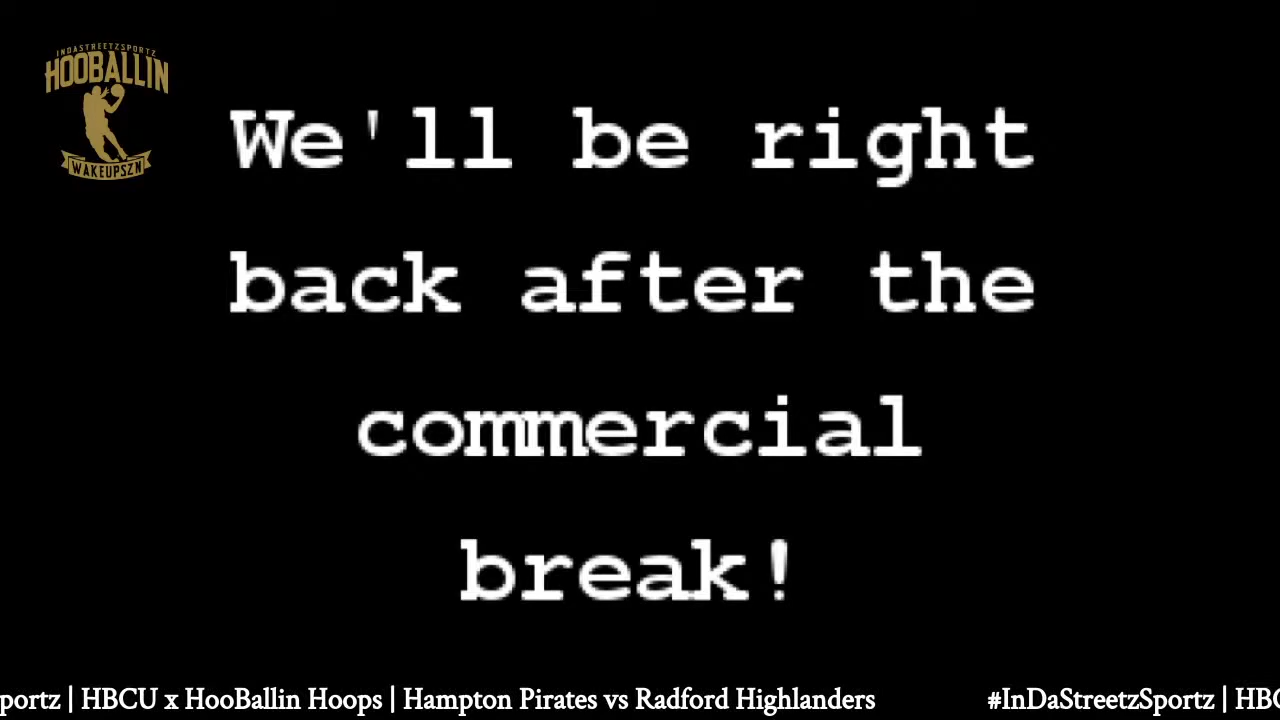 INDASTREETZSPORTZ
HOOBALLIN
WAKEUPSZN
We'll be right
back after the
commercial
break!
portz | HBCU x HooBallin Hoops | Hampton Pirates vs Radford Highlanders #InDaStreetzSportz | HBC